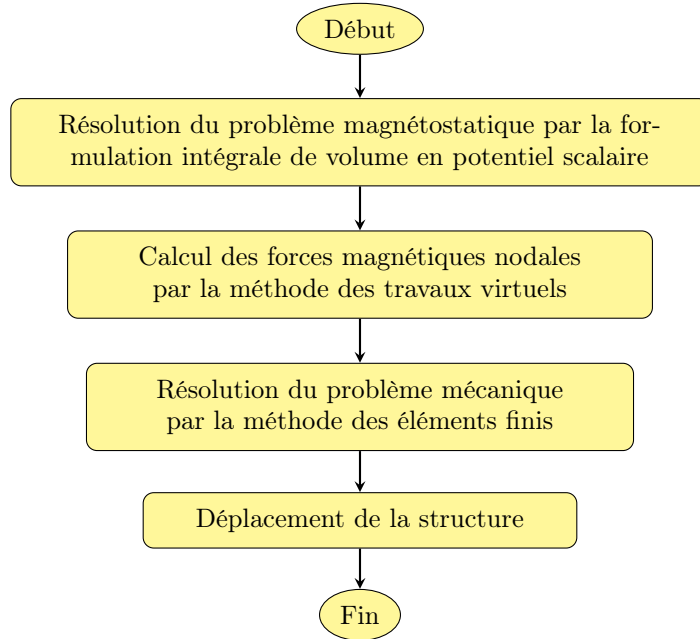 Début
Résolution du problème magnétostatique par la for-
mulation intégrale de volume en potentiel scalaire
Calcul des forces magnétiques nodales
par la méthode des travaux virtuels
Résolution du problème mécanique
par la méthode des éléments finis
Déplacement de la structure
Fin